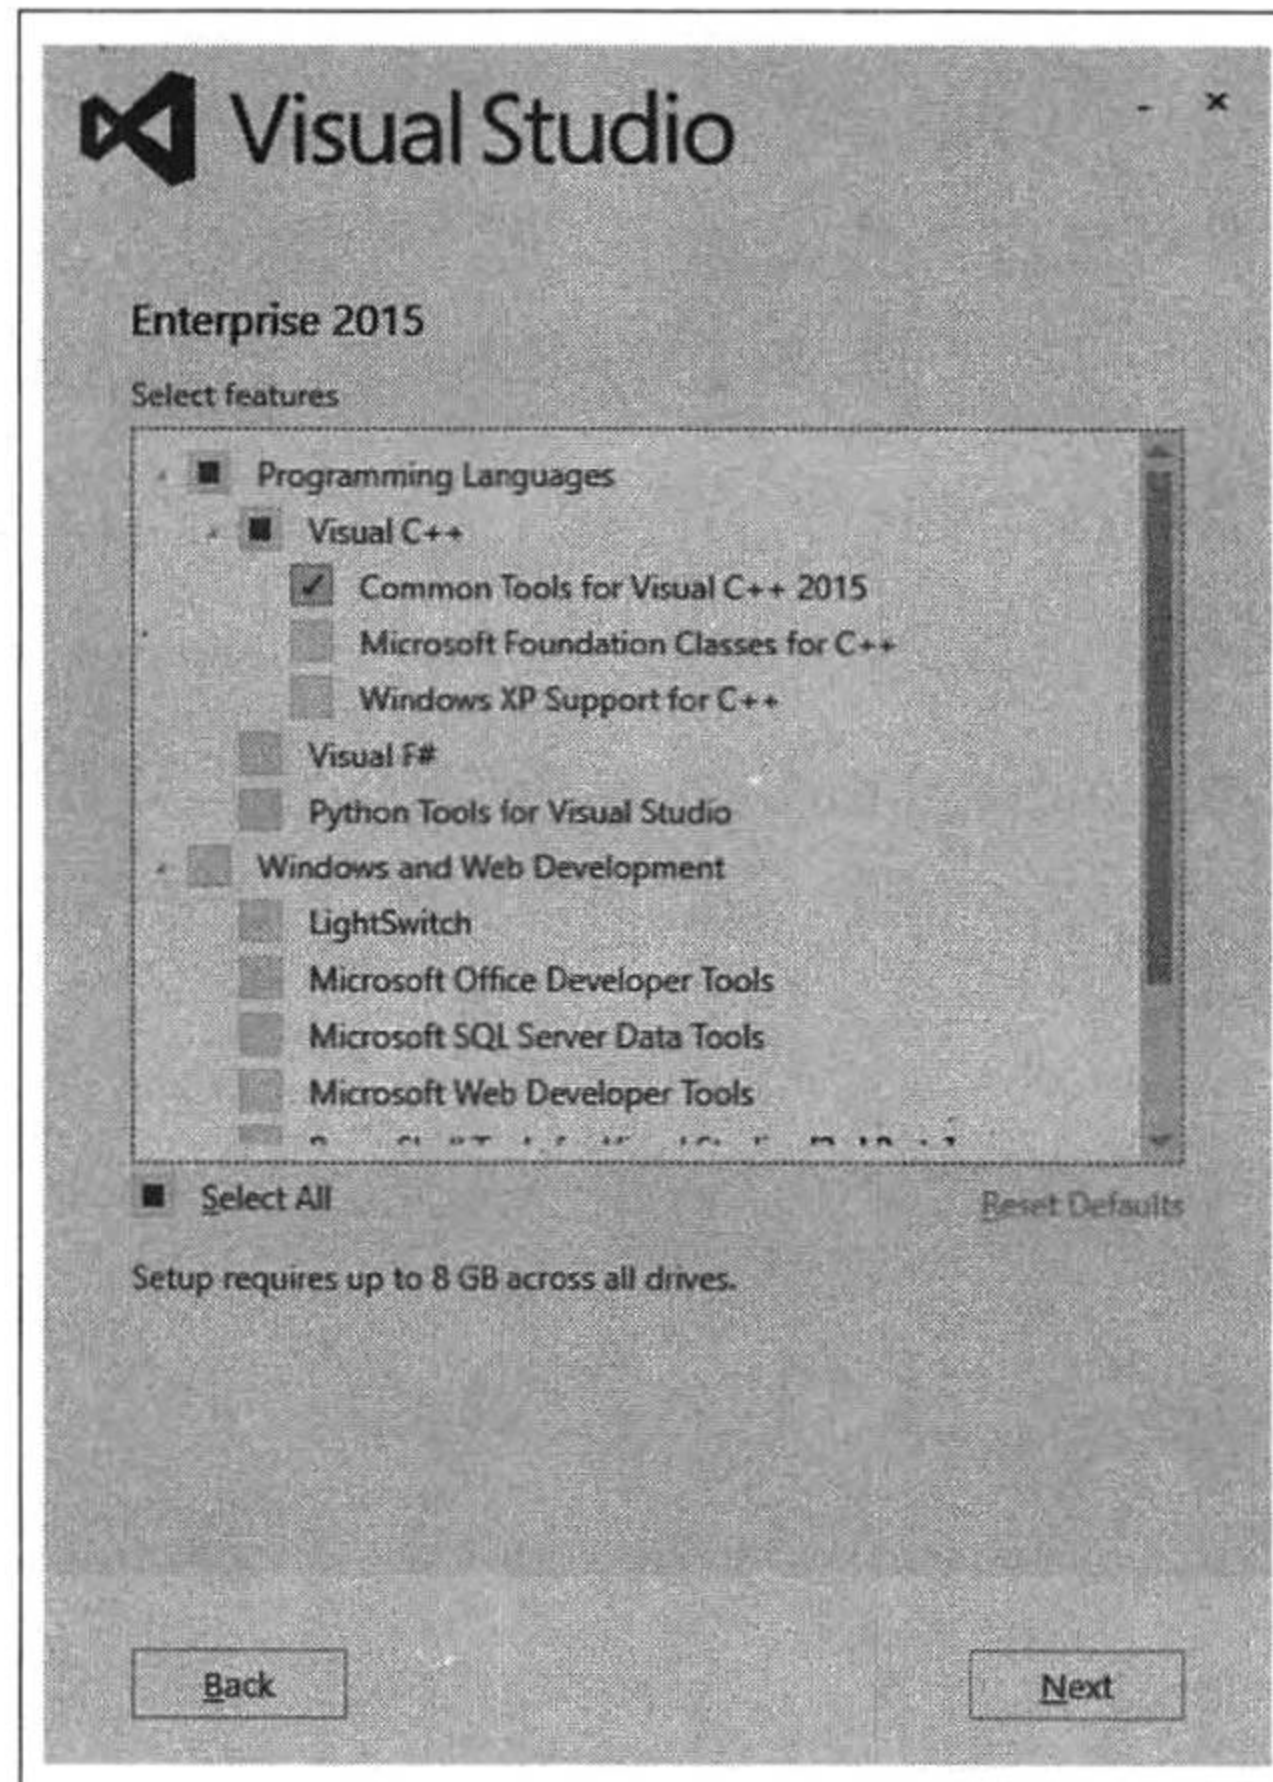 Visual Studio
Enterprise 2015
Select features
Programming Languages
Visual C++
Common Tools for Visual C++ 2015
Microsoft Foundation Classes for C++
Windows XP Support for C++
Visual F#
Python Tools for Visual Studio
Windows and Web Development
LightSwitch
Microsoft Office Developer Tools
Microsoft SQL Server Data Tools
Microsoft Web Developer Tools
Select All
Reset Defaults
Setup requires up to 8 GB across all drives.
Back
Next